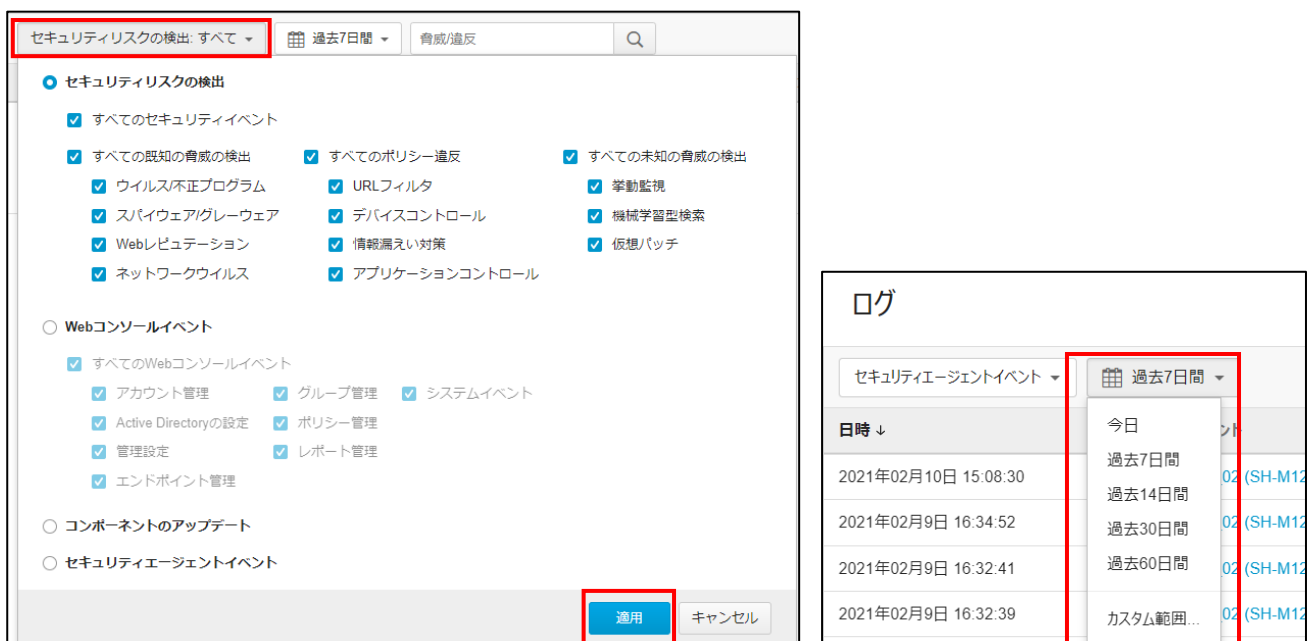 セキュリティリスクの検出: すべて 過去7日間 脅威/違反
セキュリティリスクの検出
すべてのセキュリティイベント
すべての既知の脅威の検出 すべてのポリシー違反 すべての未知の脅威の検出
ウイルス/不正プログラム URLフィルタ 挙動監視
スパイウェア/グレーウェア デバイスコントロール 機械学習型検索
Webレピュテーション 情報漏えい対策 仮想パッチ
ネットワークウイルス アプリケーションコントロール
Webコンソールイベント
すべてのWebコンソールイベント
アカウント管理 グループ管理 システムイベント
Active Directoryの設定 ポリシー管理
管理設定 レポート管理
エンドポイント管理
コンポーネントのアップデート
セキュリティエージェントイベント
適用 キャンセル
ログ
セキュリティエージェントイベント 過去7日間
日時↓ 今日 ント
2021年02月10日 15:08:30 過去7日間 02 (SH-M12
過去14日間
2021年02月9日 16:34:52 過去30日間 02 (SH-M12
2021年02月9日 16:32:41 過去60日間 02 (SH-M12
2021年02月9日 16:32:39 カスタム範囲... 02 (SH-M12